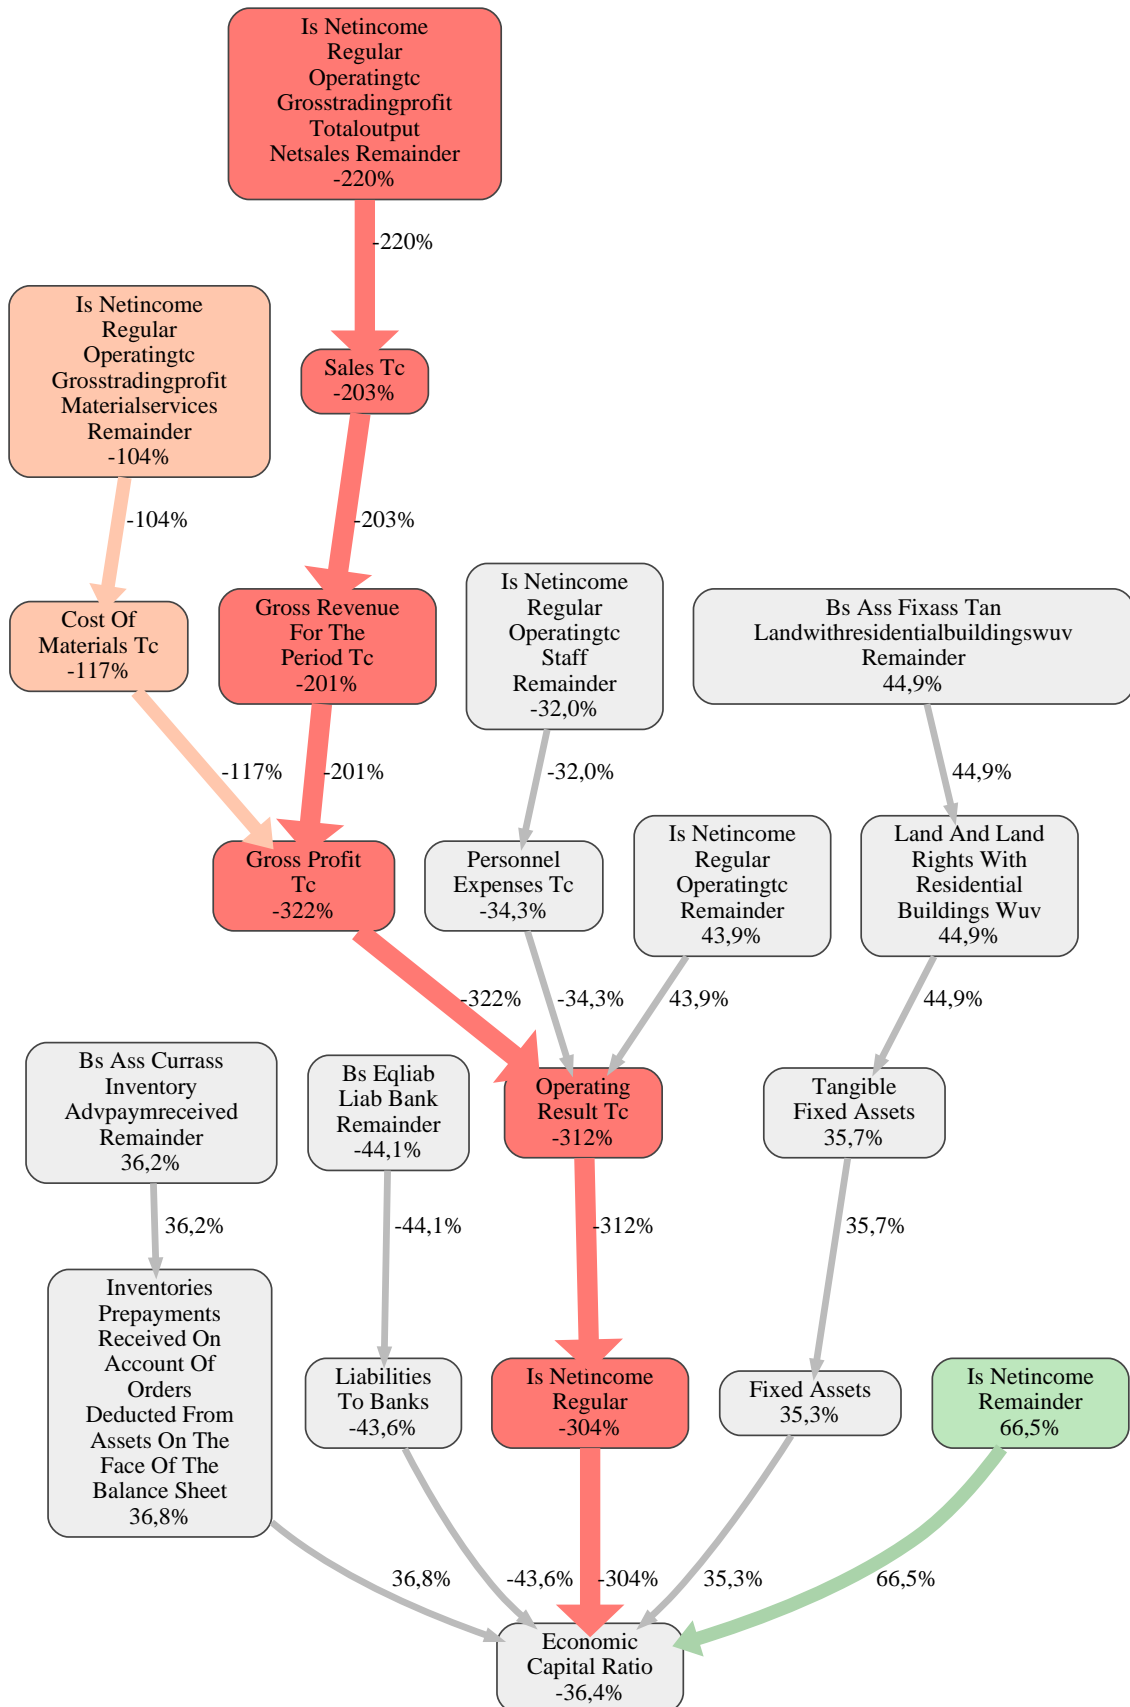 Is Netincome
Regular
Operatingtc
Grosstradingprofit
Totaloutput
Netsales Remainder
-220%
-220%
Is Netincome
Regular
Operatingtc
Grosstradingprofit
Materialservices
Remainder
-104%
Sales Tc
-203%
-104%
-203%
Cost Of
Materials Tc
-117%
Gross Revenue
For The
Period Tc
-201%
Is Netincome
Regular
Operatingtc
Staff
Remainder
-32,0%
Bs Ass Fixass Tan
Landwithresidentialbuildingswuv
Remainder
44,9%
-117%
-201%
-32,0%
44,9%
Gross Profit
Tc
-322%
Personnel
Expenses Tc
-34,3%
Is Netincome
Regular
Operatingtc
Remainder
43,9%
Land And Land
Rights With
Residential
Buildings Wuv
44,9%
-322%
-34,3%
43,9%
44,9%
Bs Ass Currass
Inventory
Advpaymreceived
Remainder
36,2%
Bs Eqliab
Liab Bank
Remainder
-44,1%
Operating
Result Tc
-312%
Tangible
Fixed Assets
35,7%
36,2%
-44,1%
-312%
35,7%
Inventories
Prepayments
Received On
Account Of
Orders
Deducted From
Assets On The
Face Of The
Balance Sheet
36,8%
Liabilities
To Banks
-43,6%
Is Netincome
Regular
-304%
Fixed Assets
35,3%
Is Netincome
Remainder
66,5%
36,8%
-43,6%
-304%
35,3%
66,5%
Economic
Capital Ratio
-36,4%